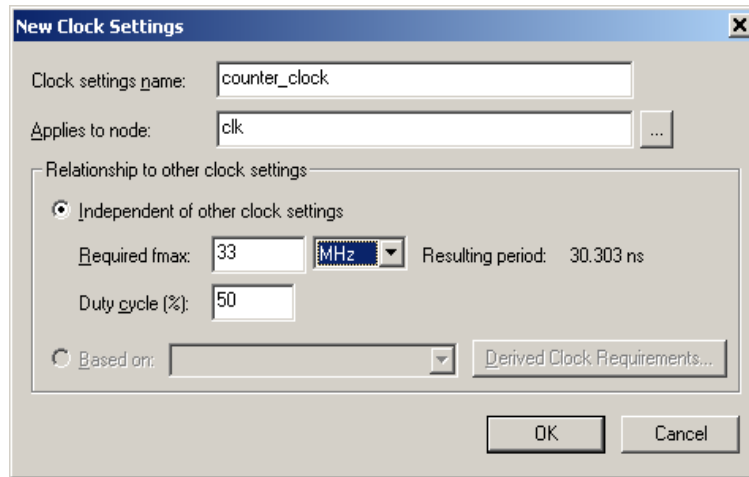 New Clock Settings
Clock settings name: counter_clock
Applies to node: clk ...
Relationship to other clock settings
Independent of other clock settings
Required fmax: 33 MHz Resulting period: 30.303 ns
Duty cycle (%): 50
Based on: Derived Clock Requirements...
OK Cancel